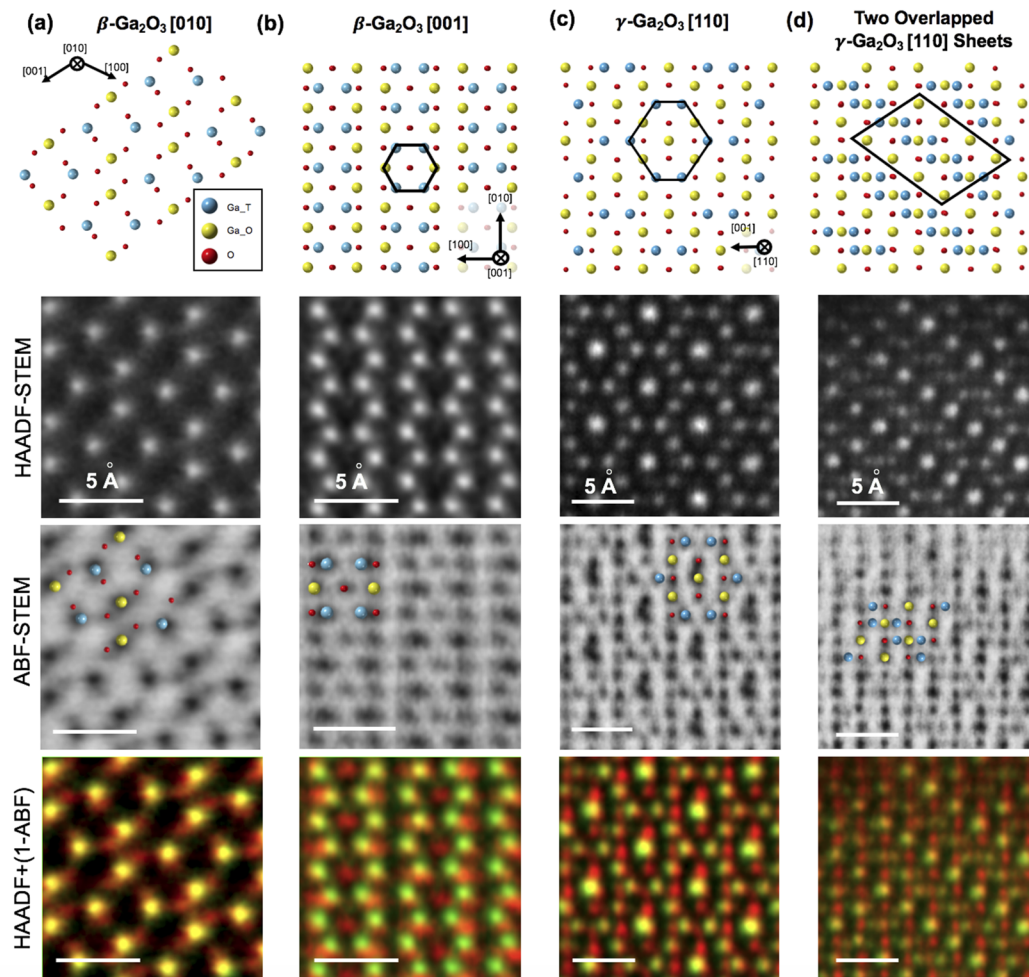 (a) β-Ga₂O₃ [010]
(b) β-Ga₂O₃ [001]
(c) γ-Ga₂O₃ [110]
(d) Two Overlapped
γ-Ga₂O₃ [110] Sheets
[010]
[001]
[100]
Ga_T
Ga_O
O
[010]
[100]
[001]
[001]
[110]
HAADF-STEM
5 Å
5 Å
5 Å
5 Å
ABF-STEM
HAADF+(1-ABF)